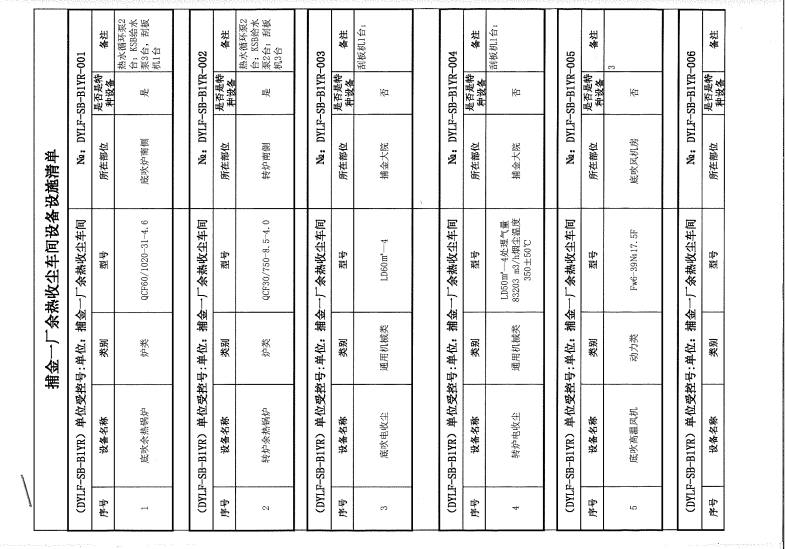 捕金一厂余热收尘车间设备设施清单
(DYLF-SB-B1YR) 单位受控号:单位: 捕金一厂余热收尘车间 №: DYLF-SB-B1YR-001
序号 设备名称 类别 型号 所在部位 是否是特种设备 备注
1 底吹余热锅炉 炉类 QCF60/1020-31-4.6 底吹炉南侧 是 热水循环泵2台; KSB给水泵3台, 刮板机1台
(DYLF-SB-B1YR) 单位受控号:单位: 捕金一厂余热收尘车间 №: DYLF-SB-B1YR-002
序号 设备名称 类别 型号 所在部位 是否是特种设备 备注
2 转炉余热锅炉 炉类 QCF30/750-8.5-4.0 转炉南侧 是 热水循环泵2台; KSB给水泵2台; 刮板机3台
(DYLF-SB-B1YR) 单位受控号:单位: 捕金一厂余热收尘车间 №: DYLF-SB-B1YR-003
序号 设备名称 类别 型号 所在部位 是否是特种设备 备注
3 底吹电收尘 通用机械类 LD60㎡—4 捕金大院 否 刮板机1台;
(DYLF-SB-B1YR) 单位受控号:单位: 捕金一厂余热收尘车间 №: DYLF-SB-B1YR-004
序号 设备名称 类别 型号 所在部位 是否是特种设备 备注
4 转炉电收尘 通用机械类 LD50㎡—4处理气量83203 m3/h烟尘温度350±50℃ 捕金大院 否 刮板机1台;
(DYLF-SB-B1YR) 单位受控号:单位: 捕金一厂余热收尘车间 №: DYLF-SB-B1YR-005
序号 设备名称 类别 型号 所在部位 是否是特种设备 备注
5 底吹高温风机 动力类 Fw6-39№17.5F 底吹风机房 否 3
(DYLF-SB-B1YR) 单位受控号:单位: 捕金一厂余热收尘车间 №: DYLF-SB-B1YR-006
序号 设备名称 类别 型号 所在部位 是否是特种设备 备注